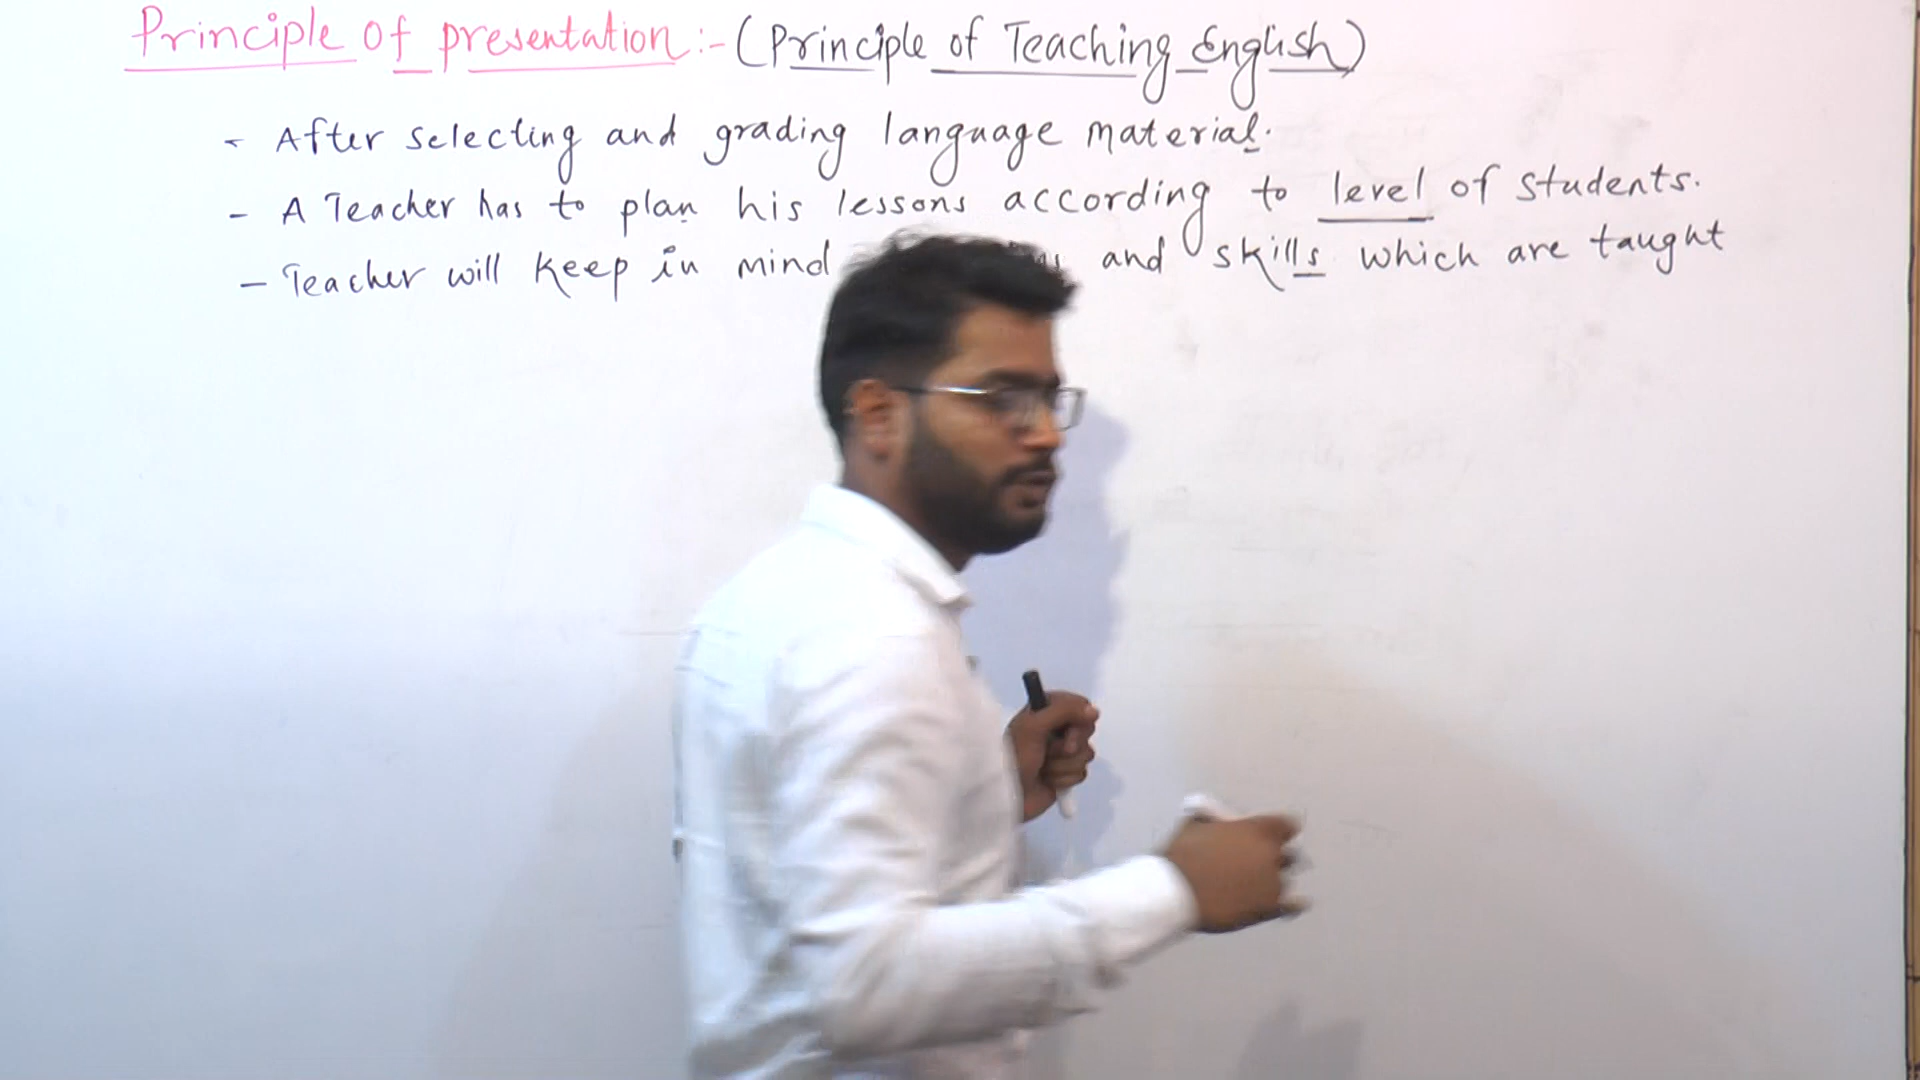 Principle of presentation:- (Principle of Teaching English)
- After selecting and grading language material.
- A Teacher has to plan his lessons according to level of students.
- Teacher will keep in mind and skills which are taught